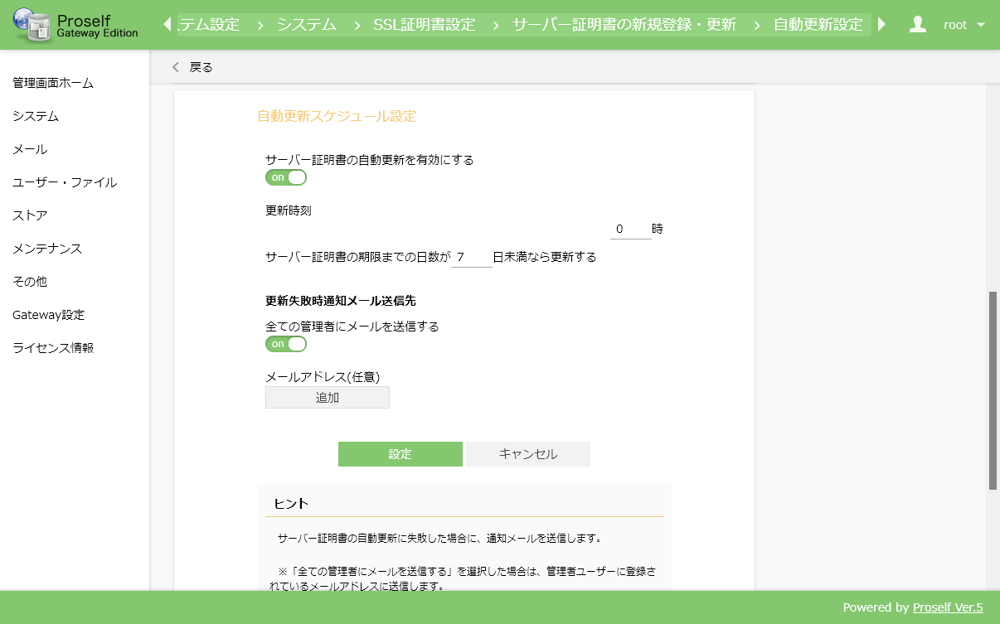 Proself
Gateway Edition
ステム設定 > システム > SSL証明書設定 > サーバー証明書の新規登録・更新 > 自動更新設定
root
戻る
管理画面ホーム
システム
メール
ユーザー・ファイル
ストア
メンテナンス
その他
Gateway設定
ライセンス情報
自動更新スケジュール設定
サーバー証明書の自動更新を有効にする
on
更新時刻
0 時
サーバー証明書の期限までの日数が 7 日未満なら更新する
更新失敗時通知メール送信先
全ての管理者にメールを送信する
on
メールアドレス(任意)
追加
設定 キャンセル
ヒント
サーバー証明書の自動更新に失敗した場合に、通知メールを送信します。
※「全ての管理者にメールを送信する」を選択した場合は、管理者ユーザーに登録さ
れているメールアドレスに送信します。
Powered by Proself Ver.5